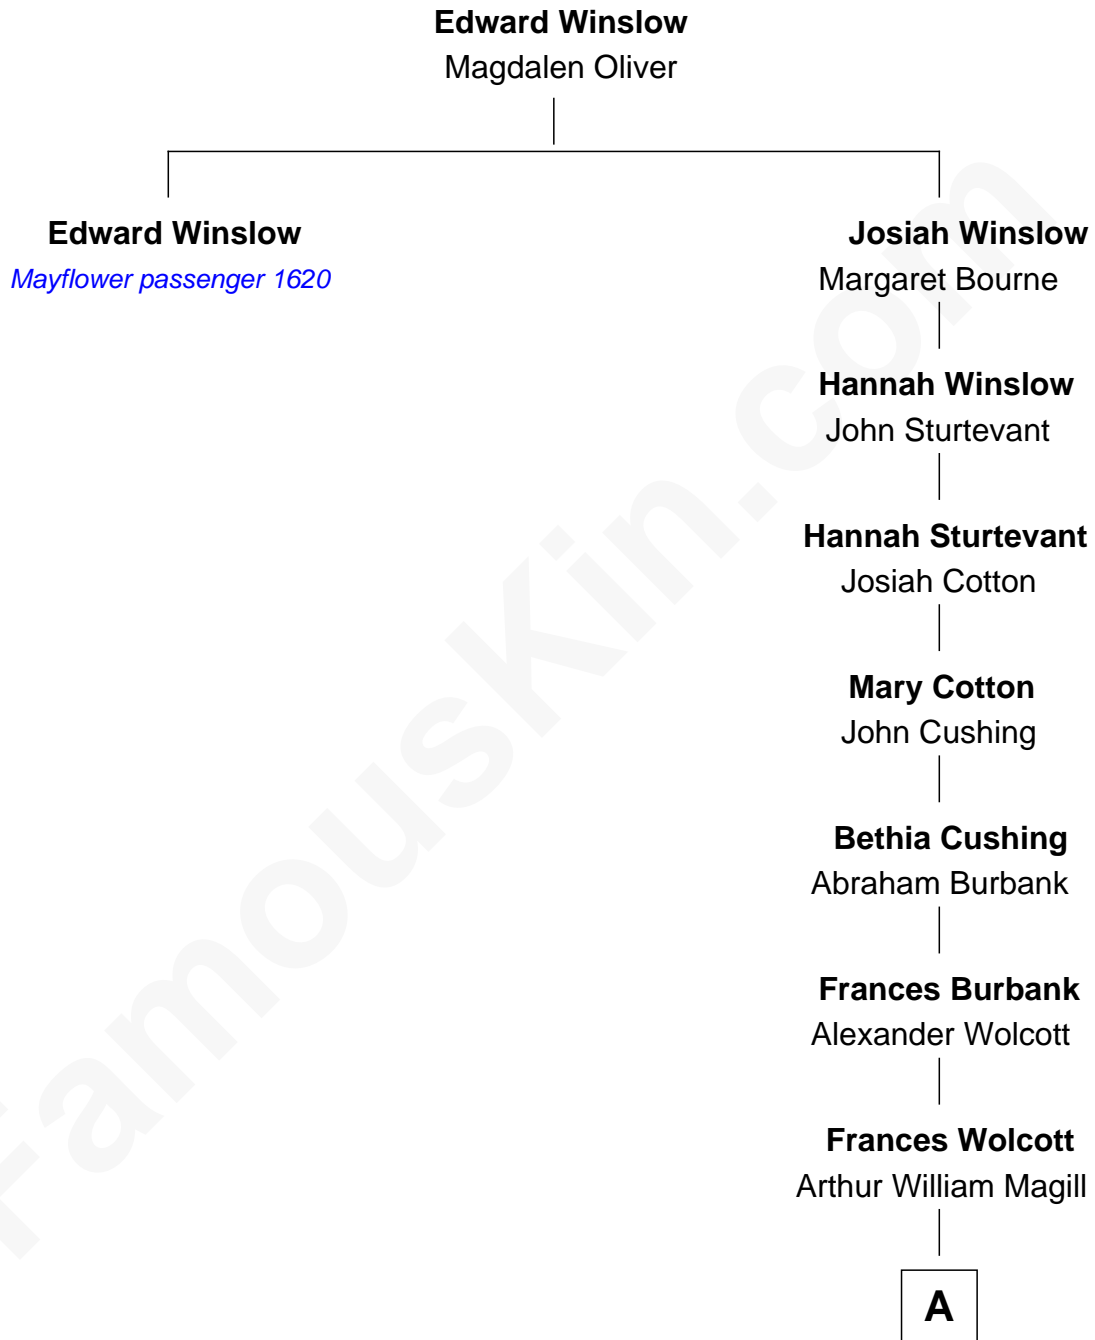 Edward Winslow
Magdalen Oliver
Edward Winslow
Mayflower passenger 1620
Josiah Winslow
Margaret Bourne
Hannah Winslow
John Sturtevant
Hannah Sturtevant
Josiah Cotton
Mary Cotton
John Cushing
Bethia Cushing
Abraham Burbank
Frances Burbank
Alexander Wolcott
Frances Wolcott
Arthur William Magill
A
FamousKin.com